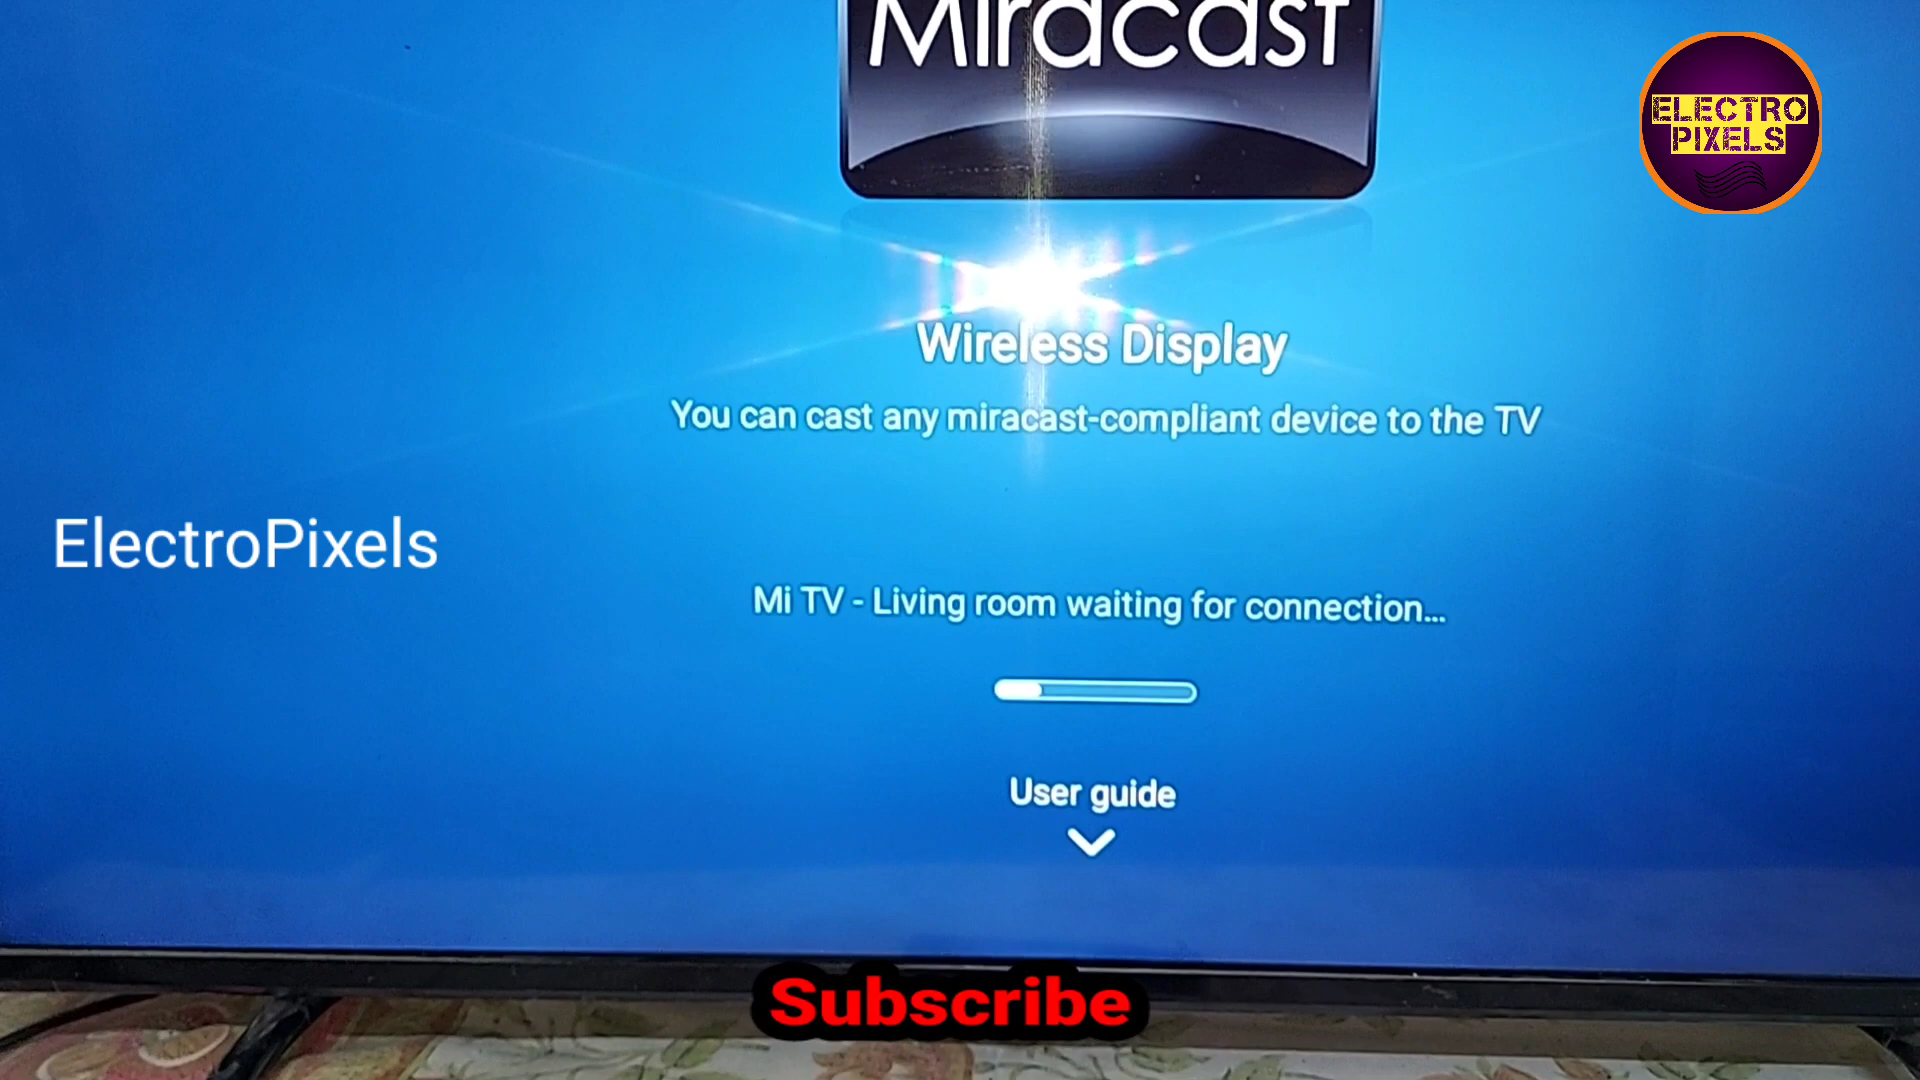 Miracast
ELECTRO
PIXELS
Wireless Display
You can cast any miracast-compliant device to the TV
ElectroPixels
Mi TV - Living room waiting for connection...
User guide
Subscribe